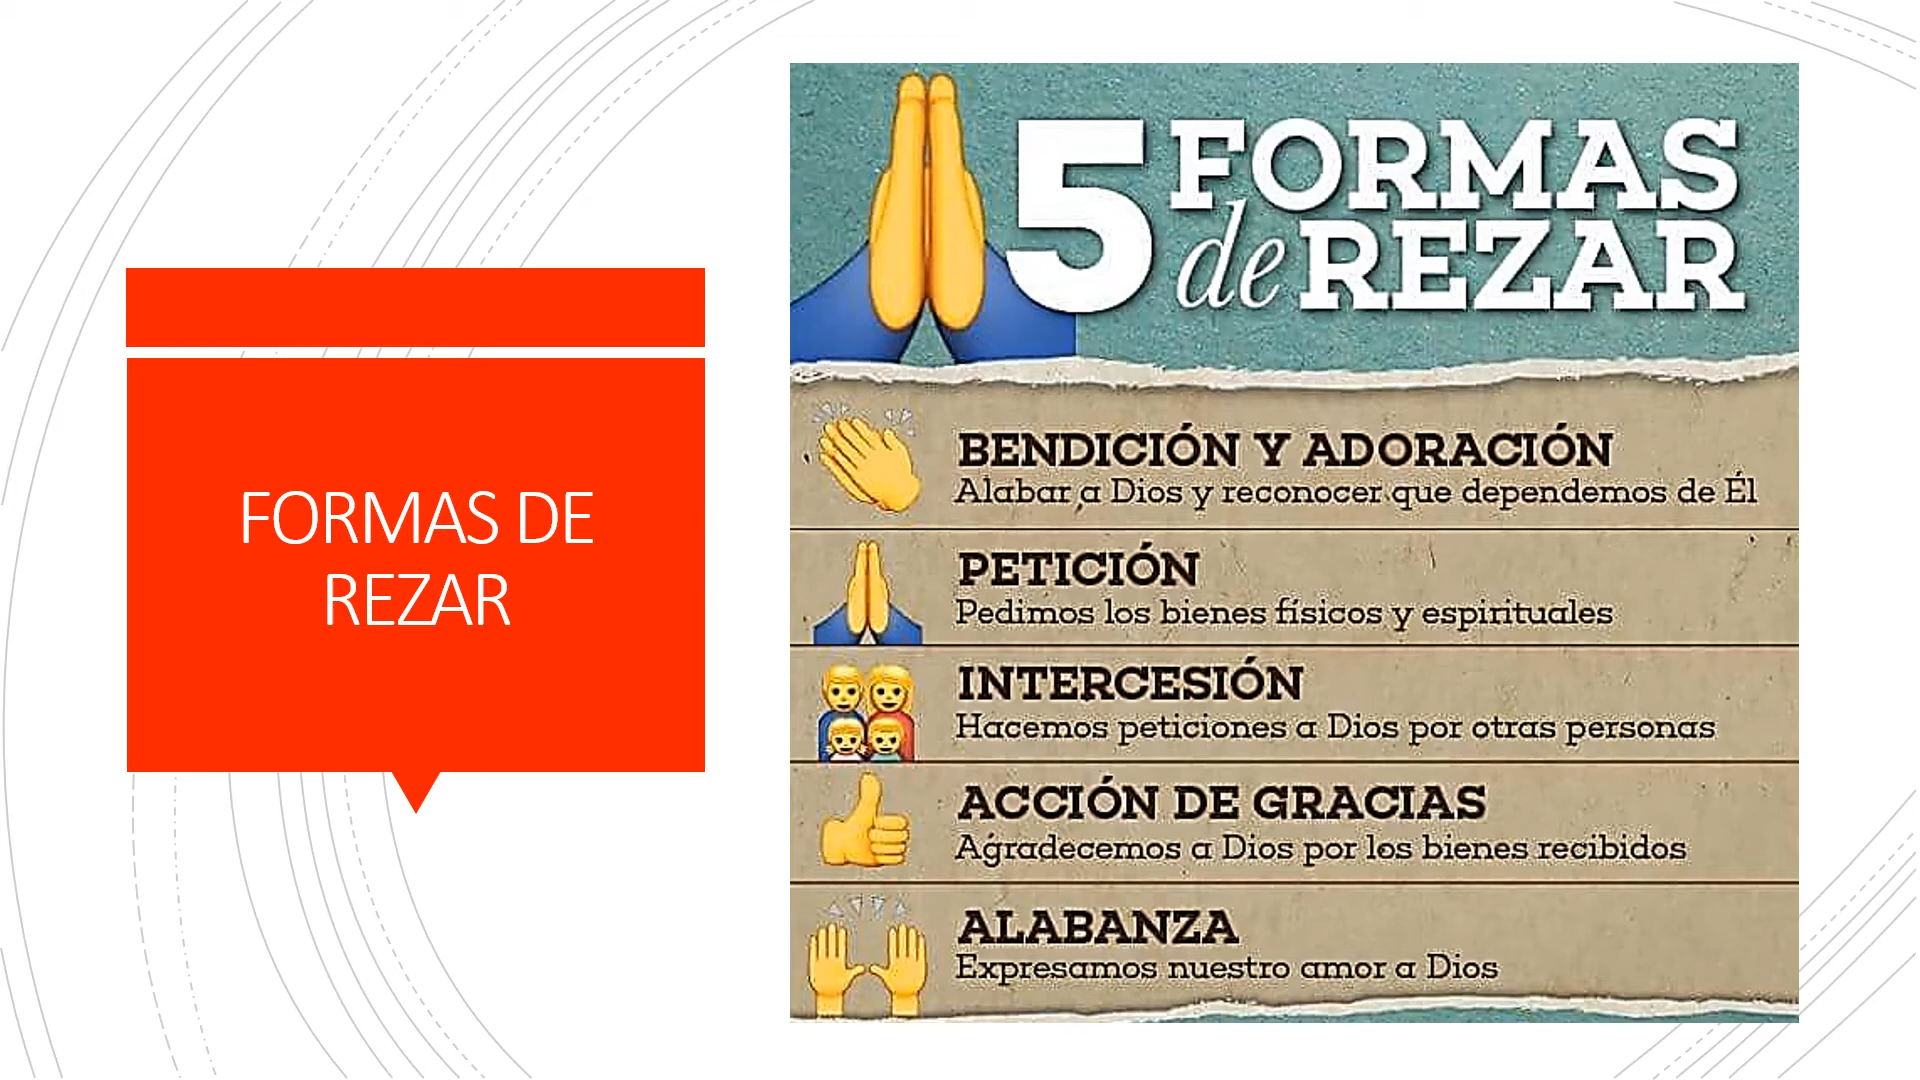 FORMAS DE
REZAR
5 FORMAS
de REZAR
BENDICIÓN Y ADORACIÓN
Alabar a Dios y reconocer que dependemos de Él
PETICIÓN
Pedimos los bienes físicos y espirituales
INTERCESIÓN
Hacemos peticiones a Dios por otras personas
ACCIÓN DE GRACIAS
Agradecemos a Dios por los bienes recibidos
ALABANZA
Expresamos nuestro amor a Dios